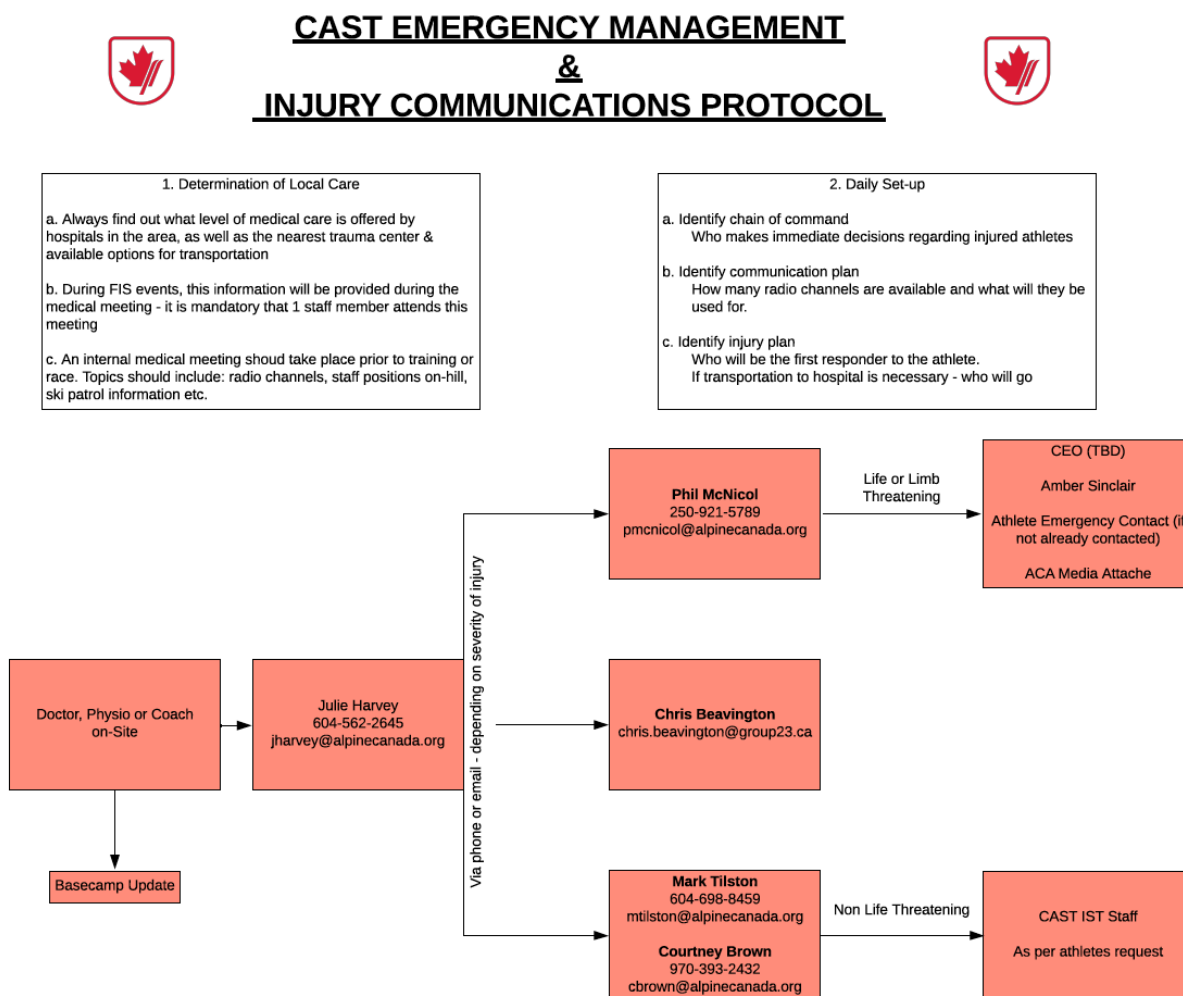 CAST EMERGENCY MANAGEMENT
&
INJURY COMMUNICATIONS PROTOCOL
1. Determination of Local Care
a. Always find out what level of medical care is offered by
hospitals in the area, as well as the nearest trauma center &
available options for transportation
b. During FIS events, this information will be provided during the
medical meeting - it is mandatory that 1 staff member attends this
meeting
c. An internal medical meeting shoud take place prior to training or
race. Topics should include: radio channels, staff positions on-hill,
ski patrol information etc.
2. Daily Set-up
a. Identify chain of command
Who makes immediate decisions regarding injured athletes
b. Identify communication plan
How many radio channels are available and what will they be
used for.
c. Identify injury plan
Who will be the first responder to the athlete.
If transportation to hospital is necessary - who will go
Doctor, Physio or Coach
on-Site
Basecamp Update
Julie Harvey
604-562-2645
jharvey@alpinecanada.org
Via phone or email - depending on severity of injury
Phil McNicol
250-921-5789
pmcnicol@alpinecanada.org
Life or Limb
Threatening
CEO (TBD)
Amber Sinclair
Athlete Emergency Contact (if
not already contacted)
ACA Media Attache
Chris Beavington
chris.beavington@group23.ca
Mark Tilston
604-698-8459
mtilston@alpinecanada.org
Courtney Brown
970-393-2432
cbrown@alpinecanada.org
Non Life Threatening
CAST IST Staff
As per athletes request